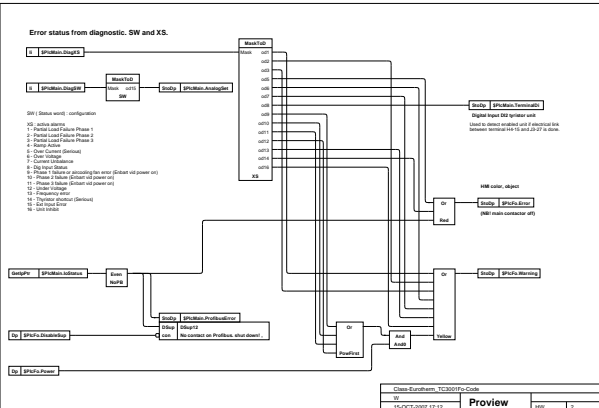 Error status from diagnostic. SW and XS.
MaskToD
Ii $PlcMain.DiagXS
Mask od1
od2
od3
od5
od6
od7
od8
od9
od10
od11
od12
od13
od14
od16
XS
Ii $PlcMain.DiagSW
MaskToD
Mask od15
SW
StoDp $PlcMain.AnalogSet
StoDp $PlcMain.TerminalDi
Digital Input DI2 tyristor unit
Used to detect enabled unit if electrical link
between terminal H4-15 and J3-27 is done.
SW ( Status word) : configuration
XS : active alarms
1 - Partial Load Failure Phase 1
2 - Partial Load Failure Phase 2
3 - Partial Load Failure Phase 3
4 - Ramp Active
5 - Over Current (Serious)
6 - Over Voltage
7 - Current Unbalance
8 - Dig Input Status
9 - Phase 1 failure or aircooling fan error (Enbart vid power on)
10 - Phase 2 failure (Enbart vid power on)
11 - Phase 3 failure (Enbart vid power on)
12 - Under Voltage
13 - Frequency error
14 - Thyristor shortcut (Serious)
15 - Ext Input Error
16 - Unit Inhibit
HMI color, object
Or
Red
StoDp $PlcFo.Error
(NB! main contactor off)
GetIpPtr $PlcMain.IoStatus
Even
NoPB
Or
Yellow
StoDp $PlcFo.Warning
StoDp $PlcMain.ProfibusError
DSup DSup12
con No contact on Profibus. shut down! ,
Dp $PlcFo.DisableSup
Or
PowFirst
And
And0
Dp $PlcFo.Power
Class-Eurotherm_TC3001Fo-Code
W
15-OCT-2007 17:12
Proview
HW 2